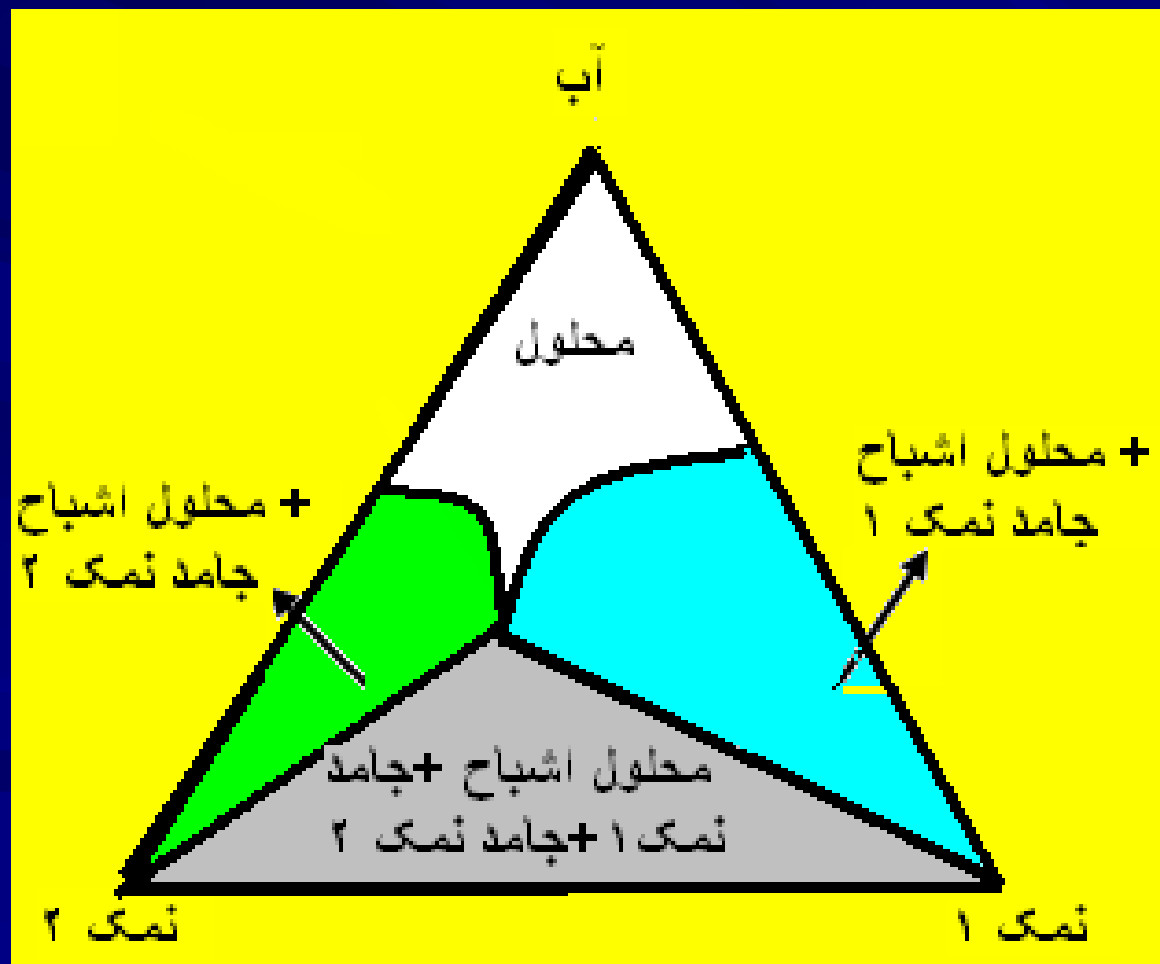 آب
محلول
محلول اشباح +
جامد نمک ۱
محلول اشباح +
جامد نمک ۲
محلول اشباح +جامد
نمک ۱ +جامد نمک ۲
نمک ۲
نمک ۱